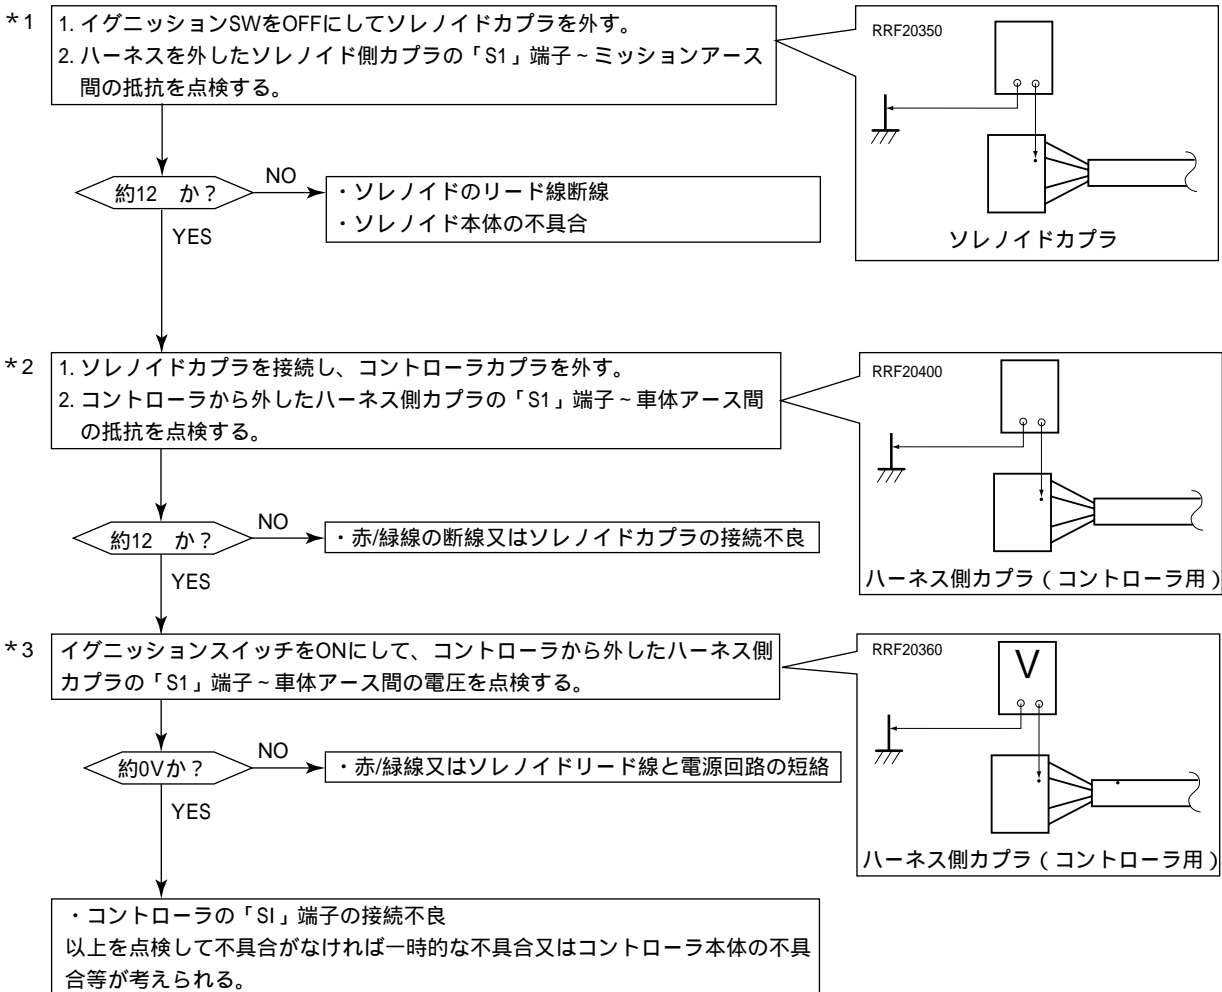 *1
1. イグニッションSWをOFFにしてソレノイドカプラを外す。
2. ハーネスを外したソレノイド側カプラの「S1」端子~ミッションアース
間の抵抗を点検する。
RRF20350
ソレノイドカプラ
約12 か？
NO
・ソレノイドのリード線断線
・ソレノイド本体の不具合
YES
*2
1. ソレノイドカプラを接続し、コントローラカプラを外す。
2. コントローラから外したハーネス側カプラの「S1」端子~車体アース間
の抵抗を点検する。
RRF20400
ハーネス側カプラ（コントローラ用）
約12 か？
NO
・赤/緑線の断線又はソレノイドカプラの接続不良
YES
*3
イグニッションスイッチをONにして、コントローラから外したハーネス側
カプラの「S1」端子~車体アース間の電圧を点検する。
RRF20360
V
ハーネス側カプラ（コントローラ用）
約0Vか？
NO
・赤/緑線又はソレノイドリード線と電源回路の短絡
YES
・コントローラの「SI」端子の接続不良
以上を点検して不具合がなければ一時的な不具合又はコントローラ本体の不具
合等が考えられる。